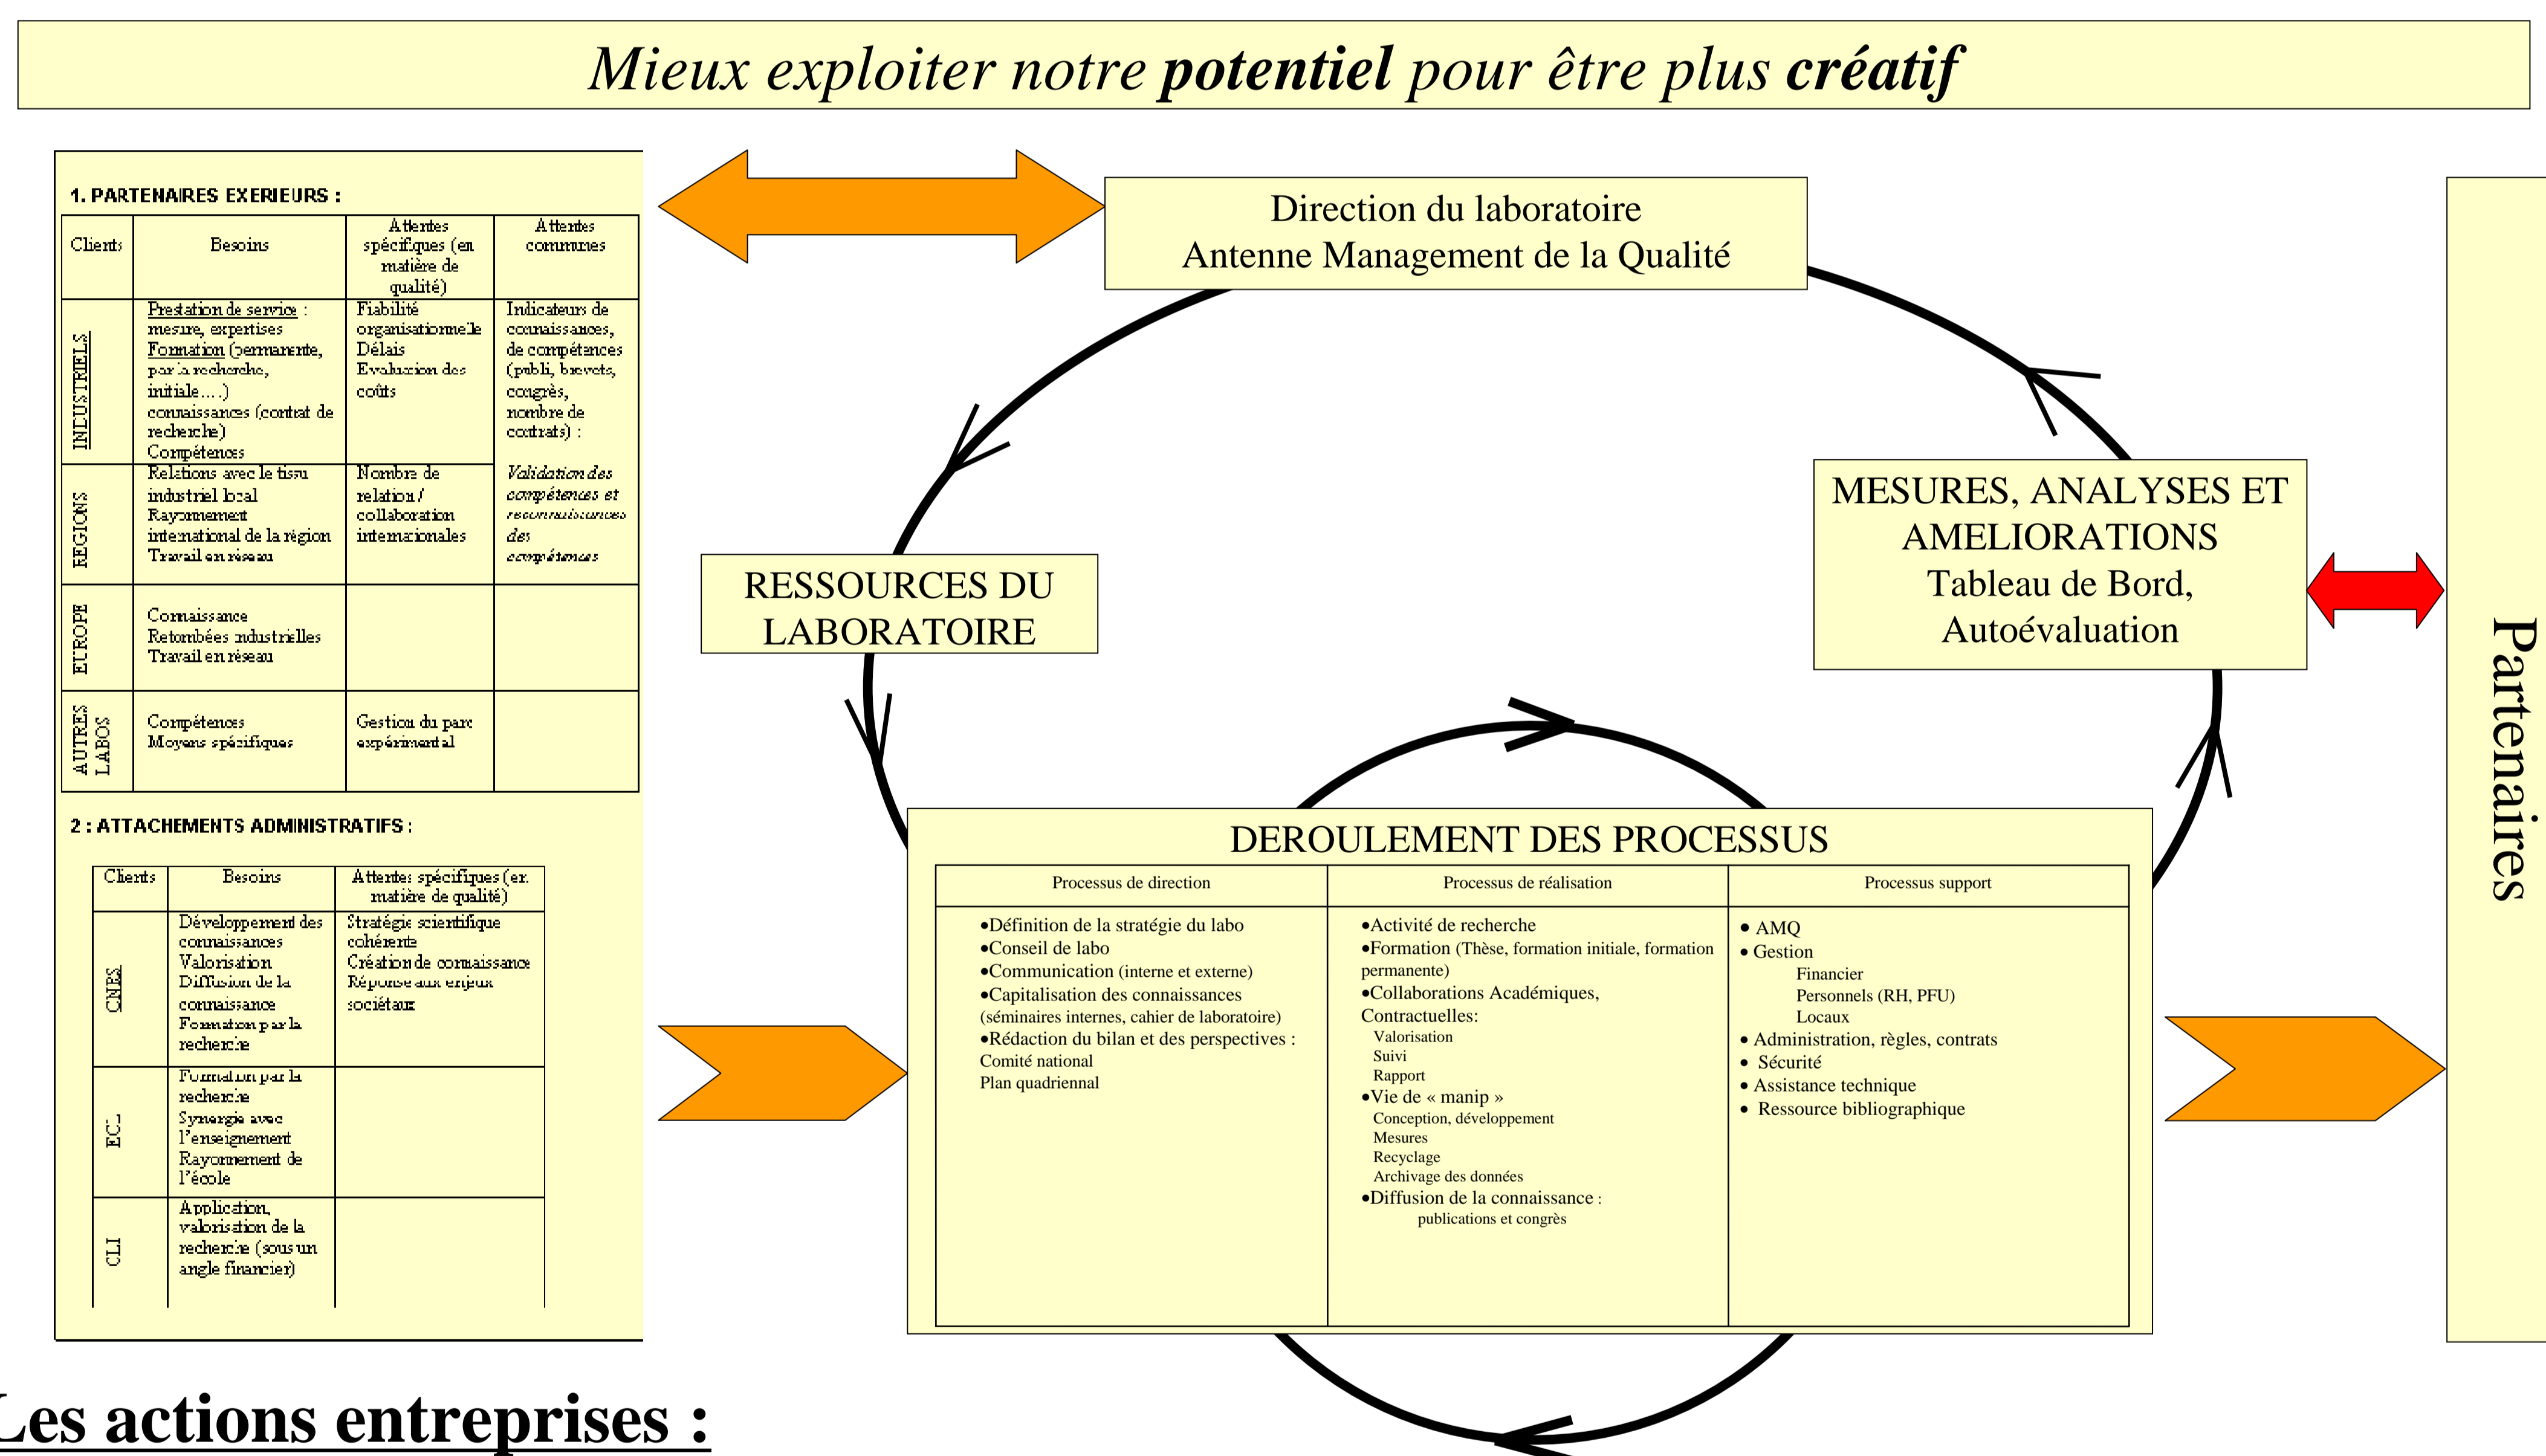 Mieux exploiter notre potentiel pour être plus créatif
1. PARTENAIRES EXERIEURS :
Clients
Besoins
Attentes
spécifiques (en
matière de
qualité)
Attentes
communes
INDUSTRIELS
Prestation de service :
mesure, expertises
Formation (permanente,
par la recherche,
initiale....)
connaissances (contrat de
recherche)
Compétences
Fiabilité
organisationnelle
Délais
Evaluation des
coûts
Indicateurs de
connaissances,
de compétences
(publi, brevets,
congrès,
nombre de
contrats) :
REGIONS
Relations avec le tissu
industriel local
Rayonnement
international de la région
Travail en réseau
Nombre de
relation /
collaboration
internationales
Validation des
compétences et
reconnaissances
des
compétences
EUROPE
Connaissance
Retombées industrielles
Travail en réseau
AUTRES
LABOS
Compétences
Moyens spécifiques
Gestion du parc
expérimental
2 : ATTACHEMENTS ADMINISTRATIFS :
Clients
Besoins
Attentes spécifiques (en
matière de qualité)
CNRS
Développement des
connaissances
Valorisation
Diffusion de la
connaissance
Formation par la
recherche
Stratégie scientifique
cohérente
Création de connaissance
Réponse aux enjeux
sociétaux
ECL
Formation par la
recherche
Synergie avec
l'enseignement
Rayonnement de
l'école
CLI
Application,
valorisation de la
recherche (sous un
angle financier)
Direction du laboratoire
Antenne Management de la Qualité
RESSOURCES DU
LABORATOIRE
MESURES, ANALYSES ET
AMELIORATIONS
Tableau de Bord,
Autoévaluation
DEROULEMENT DES PROCESSUS
Processus de direction
•Définition de la stratégie du labo
•Conseil de labo
•Communication (interne et externe)
•Capitalisation des connaissances
(séminaires internes, cahier de laboratoire)
•Rédaction du bilan et des perspectives :
Comité national
Plan quadriennal
Processus de réalisation
•Activité de recherche
•Formation (Thèse, formation initiale, formation
permanente)
•Collaborations Académiques,
Contractuelles:
Valorisation
Suivi
Rapport
•Vie de « manip »
Conception, développement
Mesures
Recyclage
Archivage des données
•Diffusion de la connaissance :
publications et congrès
Processus support
• AMQ
• Gestion
Financier
Personnels (RH, PFU)
Locaux
• Administration, règles, contrats
• Sécurité
• Assistance technique
• Ressource bibliographique
Partenaires
Les actions entreprises :